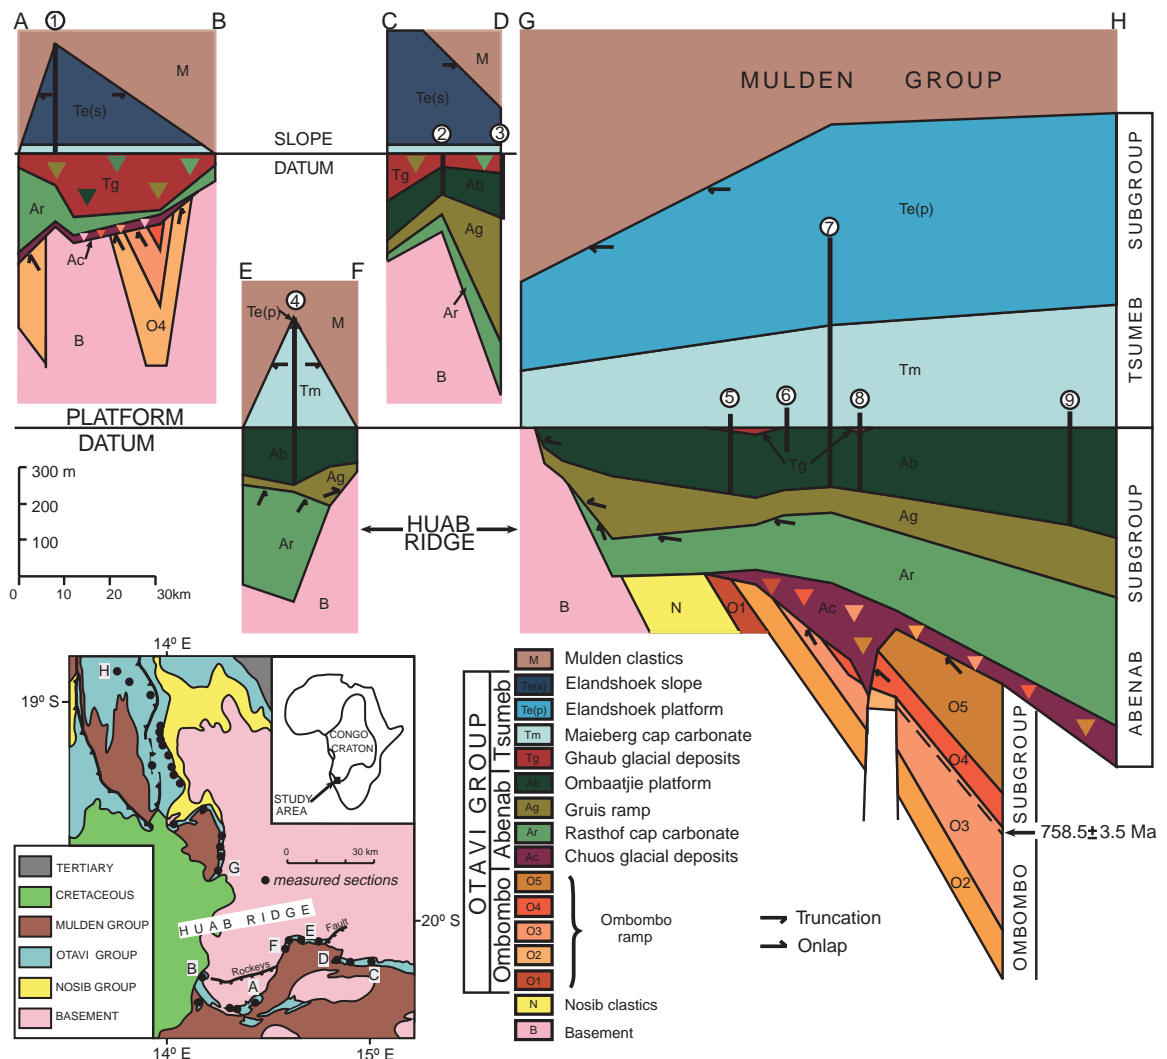 A
1
B
C
D
G
H
M
Te(s)
M
Te(s)
MULDEN GROUP
SLOPE
DATUM
2
3
Tg
Ar
Ac
O4
B
Tg
Ab
Ag
Ar
B
Te(p)
7
Tm
SUBGROUP
TSUMEB
E
F
Te(p)
4
M
Tm
PLATFORM
DATUM
5
6
8
9
Tg
Ab
Ag
Ar
Ab
Ag
Ar
B
300 m
200
100
0
0
10
20
30km
HUAB
RIDGE
B
N
O1
Ac
SUBGROUP
ABENAB
O5
O4
O3
O2
SUBGROUP
OMBOMBO
758.5±3.5 Ma
14º E
19º S
H
CONGO
CRATON
STUDY
AREA
0
30 km
measured sections
G
20º S
HUAB RIDGE
E
F
Fault
D
C
B
Rockeys
A
14º E
15º E
TERTIARY
CRETACEOUS
MULDEN GROUP
OTAVI GROUP
NOSIB GROUP
BASEMENT
OTAVI GROUP
Tsumeb
Abenab
Ombombo
M Mulden clastics
Te(s) Elandshoek slope
Te(p) Elandshoek platform
Tm Maieberg cap carbonate
Tg Ghaub glacial deposits
Ab Ombaatjie platform
Ag Gruis ramp
Ar Rasthof cap carbonate
Ac Chuos glacial deposits
O5
O4
O3
O2
O1
Ombombo
ramp
N Nosib clastics
B Basement
Truncation
Onlap